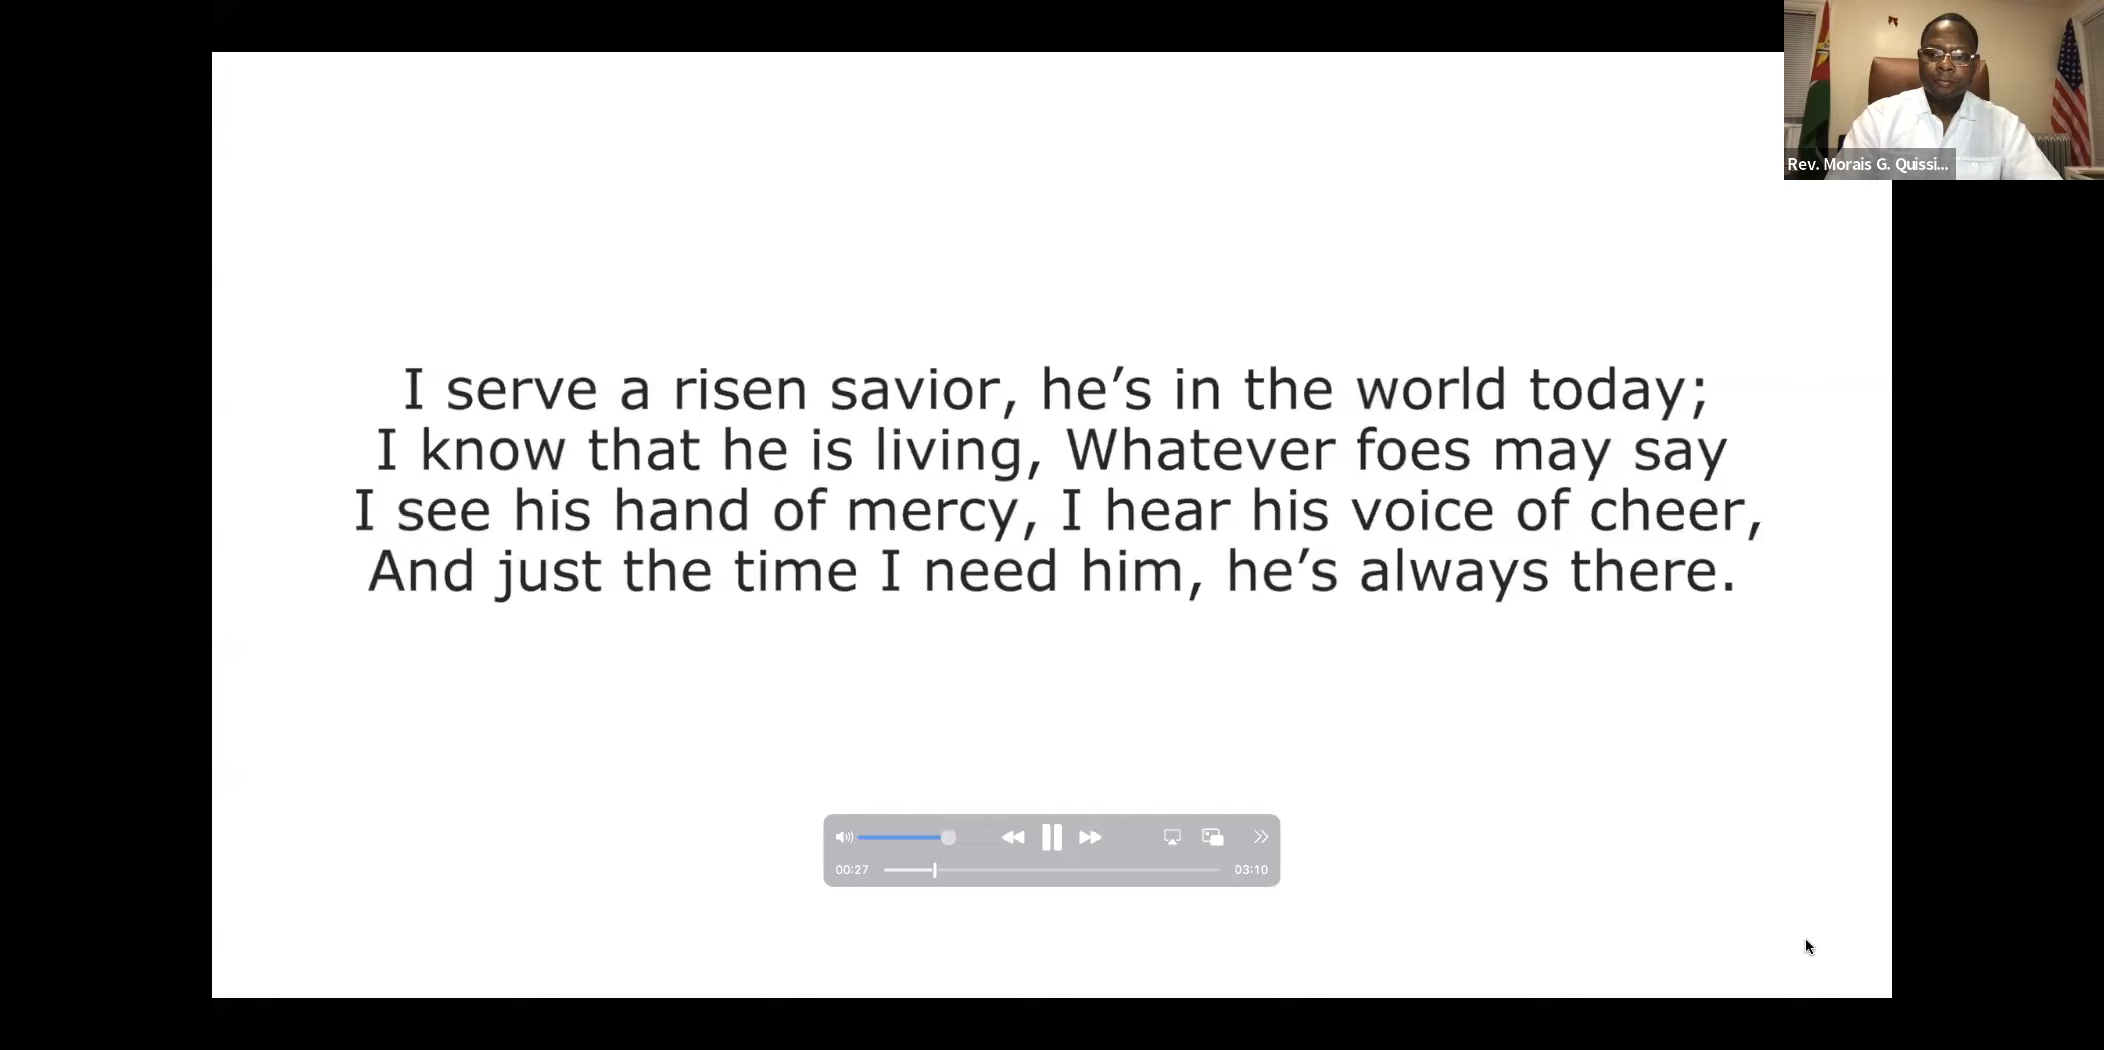 Rev. Morais G. Quissi...
I serve a risen savior, he’s in the world today;
I know that he is living, Whatever foes may say
I see his hand of mercy, I hear his voice of cheer,
And just the time I need him, he’s always there.
00:27
03:10